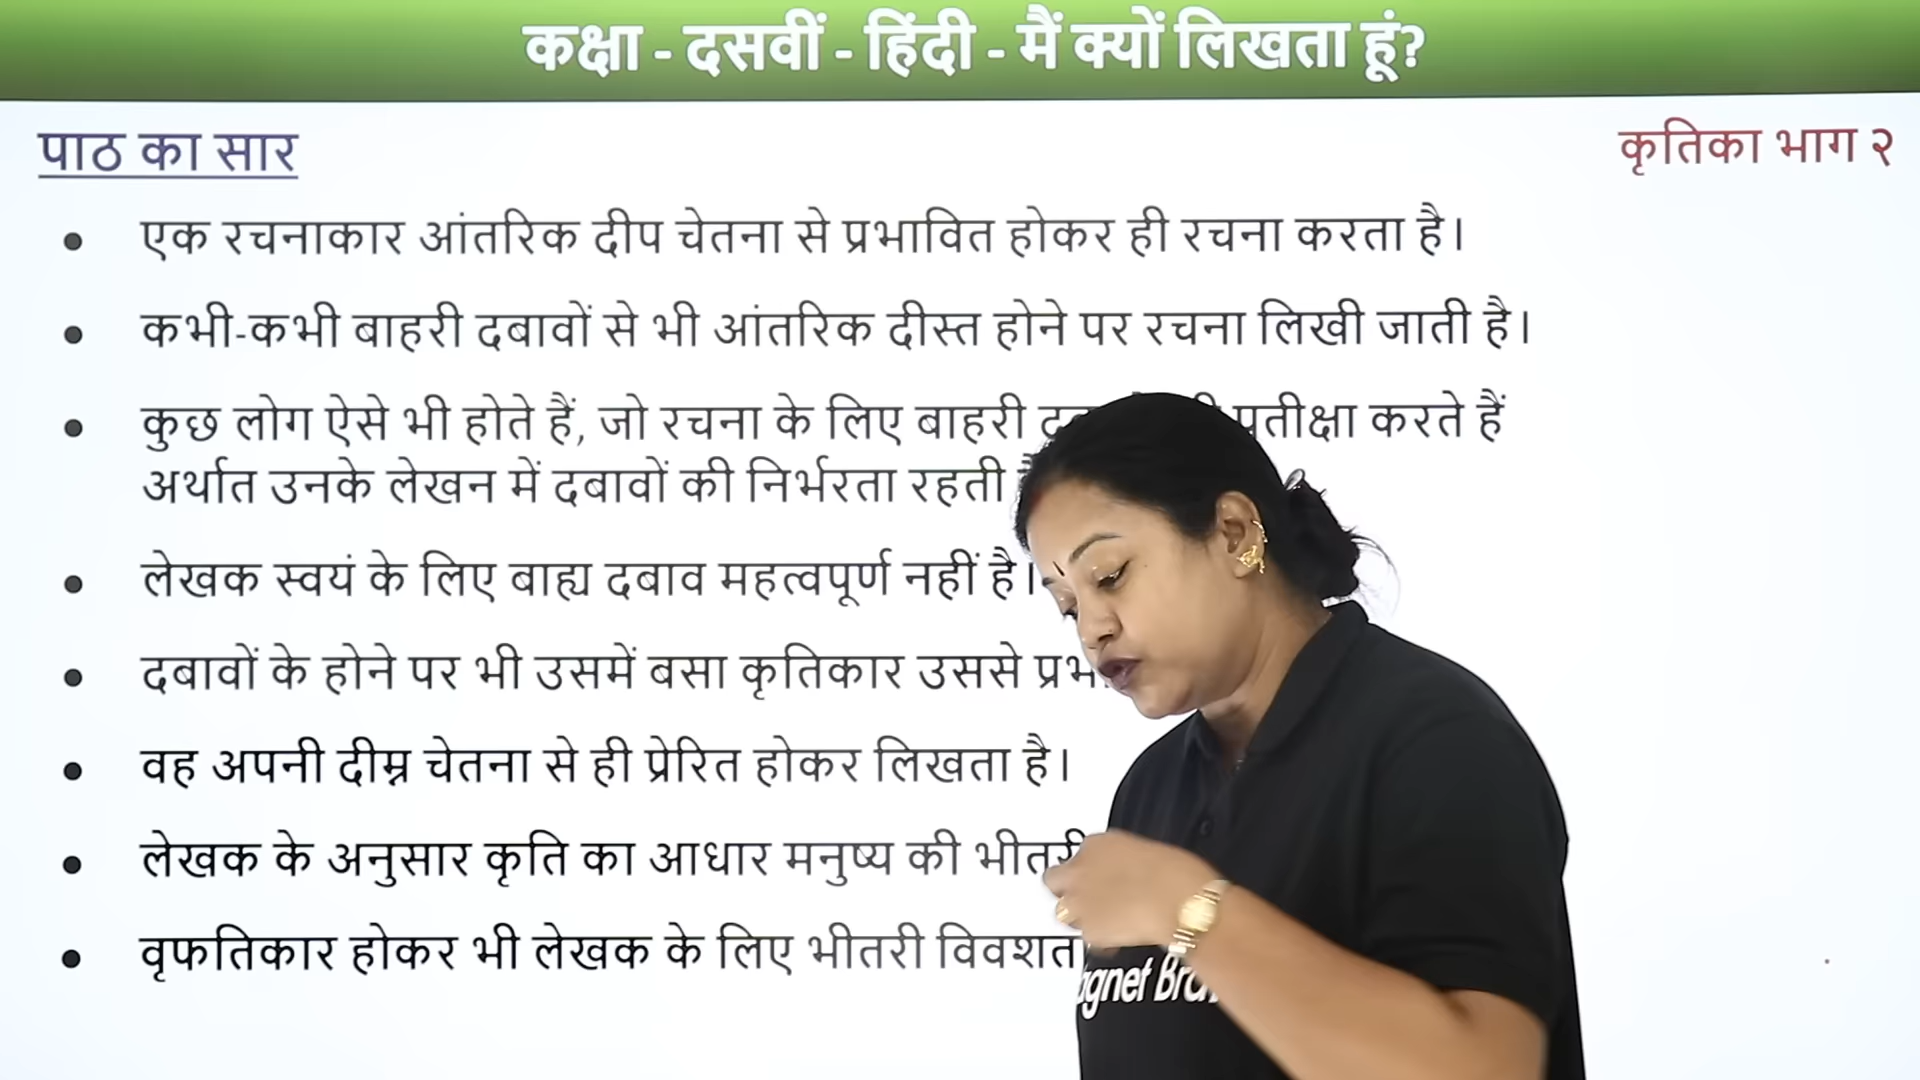 कक्षा - दसवीं - हिंदी - मैं क्यों लिखता हूं?
पाठ का सार
कृतिका भाग २
• एक रचनाकार आंतरिक दीप चेतना से प्रभावित होकर ही रचना करता है।
• कभी-कभी बाहरी दबावों से भी आंतरिक दीस्त होने पर रचना लिखी जाती है।
• कुछ लोग ऐसे भी होते हैं, जो रचना के लिए बाहरी करते हैं
अर्थात उनके लेखन में दबावों की निर्भरता रहती
• लेखक स्वयं के लिए बाह्य दबाव महत्वपूर्ण नहीं है।
• दबावों के होने पर भी उसमें बसा कृतिकार उससे
• वह अपनी दीम्न चेतना से ही प्रेरित होकर लिखता है।
• लेखक के अनुसार कृति का आधार मनुष्य की भीतरी
• वृफतिकार होकर भी लेखक के लिए भीतरी